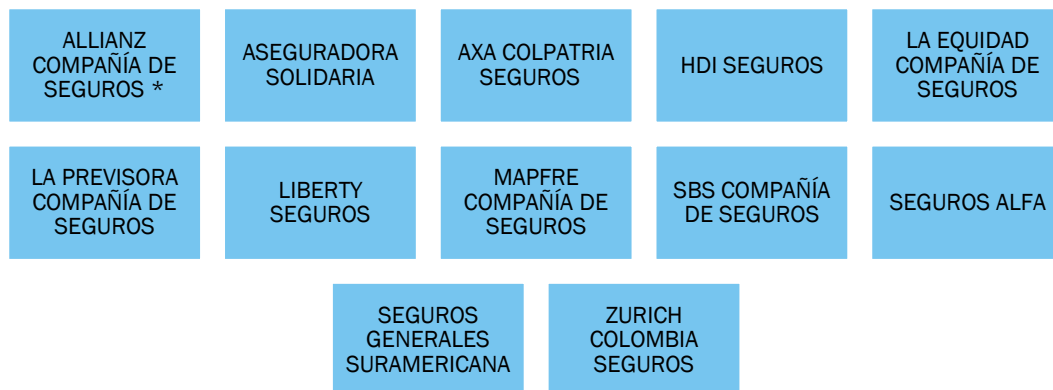 ALLIANZ
COMPAÑÍA DE
SEGUROS *
ASEGURADORA
SOLIDARIA
AXA COLPATRIA
SEGUROS
HDI SEGUROS
LA EQUIDAD
COMPAÑÍA DE
SEGUROS
LA PREVISORA
COMPAÑÍA DE
SEGUROS
LIBERTY
SEGUROS
MAPFRE
COMPAÑÍA DE
SEGUROS
SBS COMPAÑÍA
DE SEGUROS
SEGUROS ALFA
SEGUROS
GENERALES
SURAMERICANA
ZURICH
COLOMBIA
SEGUROS